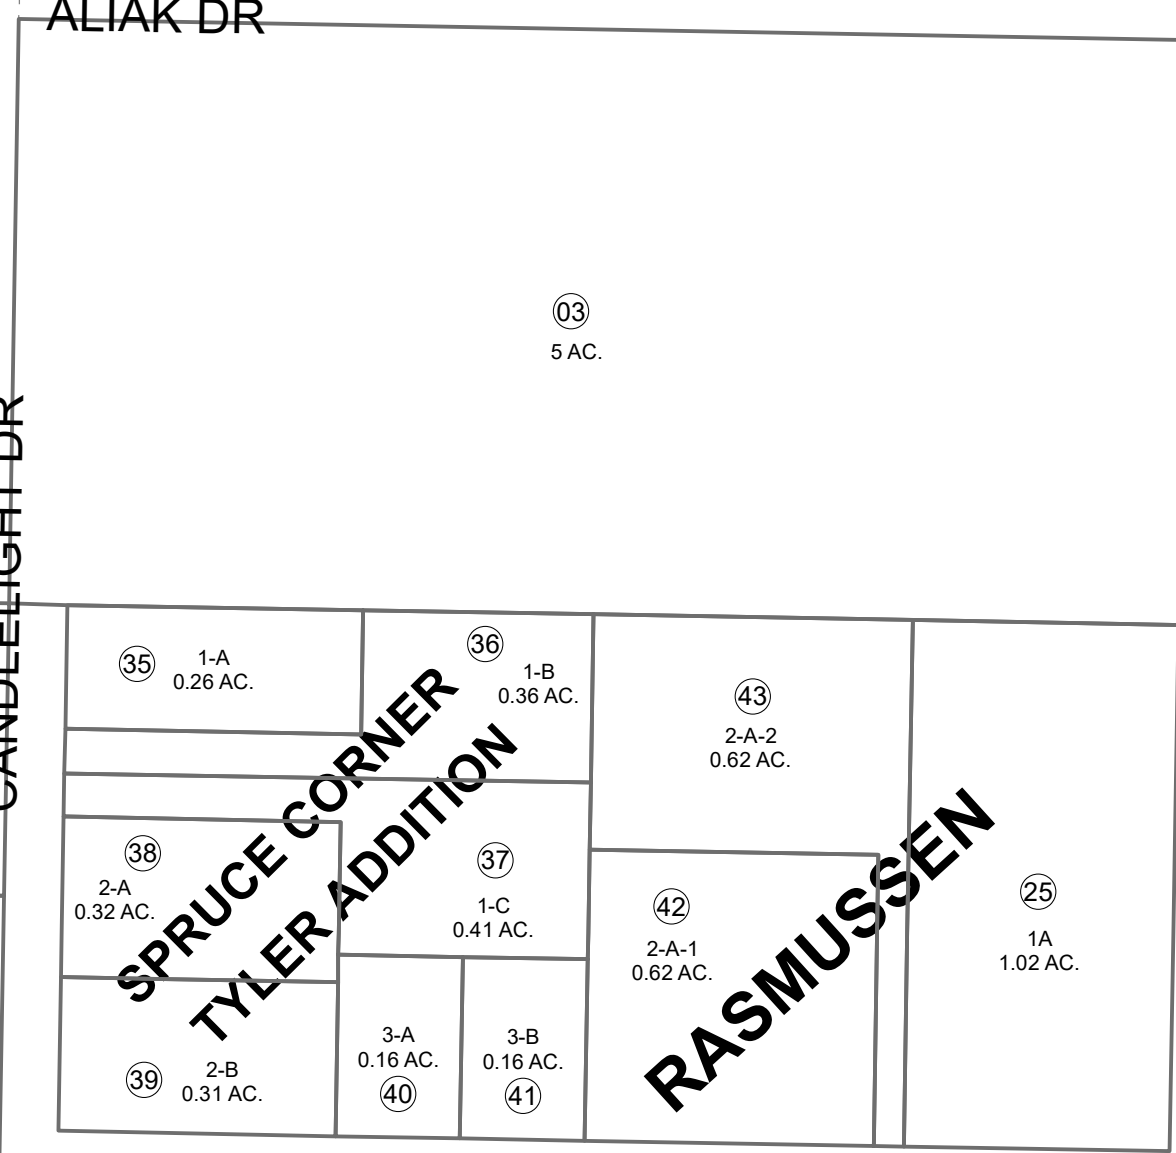 ALIAK DR
03
5 AC.
CANDLELIGHT DR
35
1-A
0.26 AC.
36
1-B
0.36 AC.
43
2-A-2
0.62 AC.
SPRUCE CORNER
TYLER ADDITION
38
2-A
0.32 AC.
37
1-C
0.41 AC.
42
2-A-1
0.62 AC.
RASMUSSEN
25
1A
1.02 AC.
39
2-B
0.31 AC.
3-A
0.16 AC.
40
3-B
0.16 AC.
41